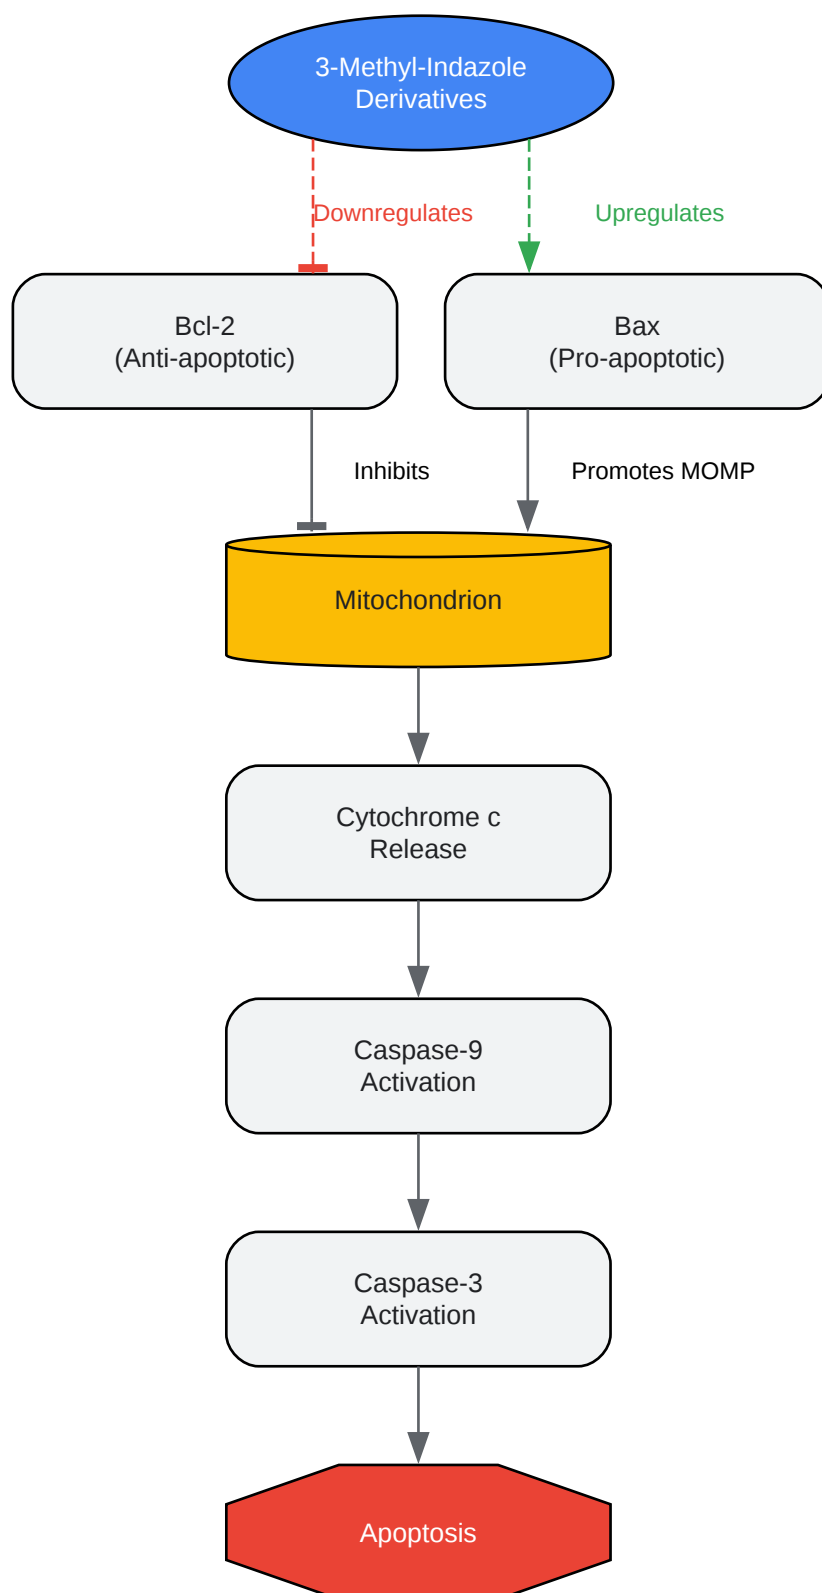 3-Methyl-Indazole
Derivatives
Downregulates
Upregulates
Bcl-2
(Anti-apoptotic)
Bax
(Pro-apoptotic)
Inhibits
Promotes MOMP
Mitochondrion
Cytochrome c
Release
Caspase-9
Activation
Caspase-3
Activation
Apoptosis